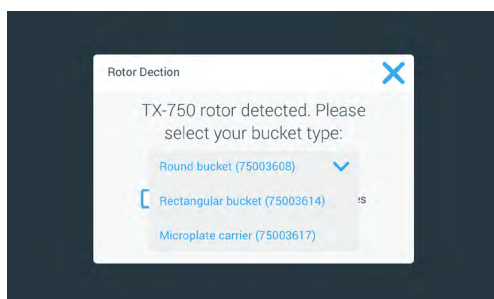 Rotor Dection
TX-750 rotor detected. Please
select your bucket type:
Round bucket (75003608)
Rectangular bucket (75003614)
Microplate carrier (75003617)